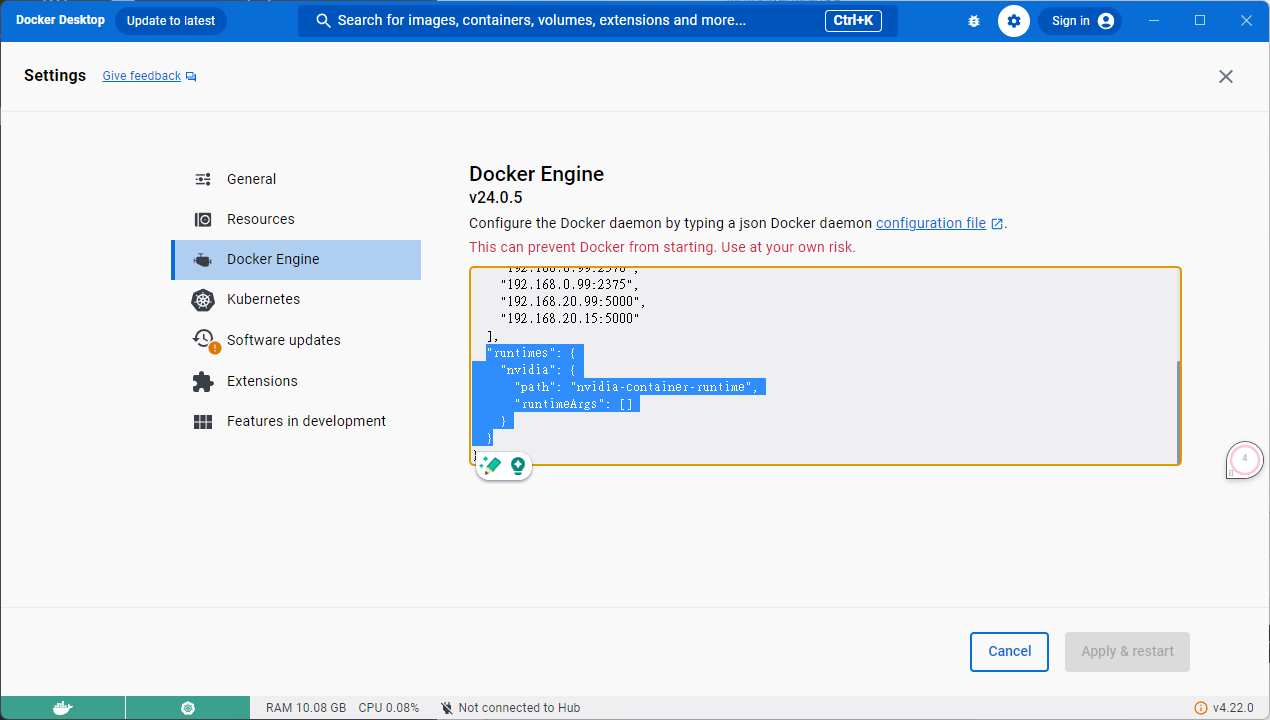 Docker Desktop Update to latest Search for images, containers, volumes, extensions and more... Ctrl+K Sign in
Settings Give feedback
General
Resources
Docker Engine
Kubernetes
Software updates
Extensions
Features in development
Docker Engine
v24.0.5
Configure the Docker daemon by typing a json Docker daemon configuration file.
This can prevent Docker from starting. Use at your own risk.
"192.168.0.99:2375",
"192.168.20.99:5000",
"192.168.20.15:5000"
],
"runtimes": {
"nvidia": {
"path": "nvidia-container-runtime",
"runtimeArgs": []
}
}
}
4
Cancel Apply & restart
RAM 10.08 GB CPU 0.08% Not connected to Hub v4.22.0